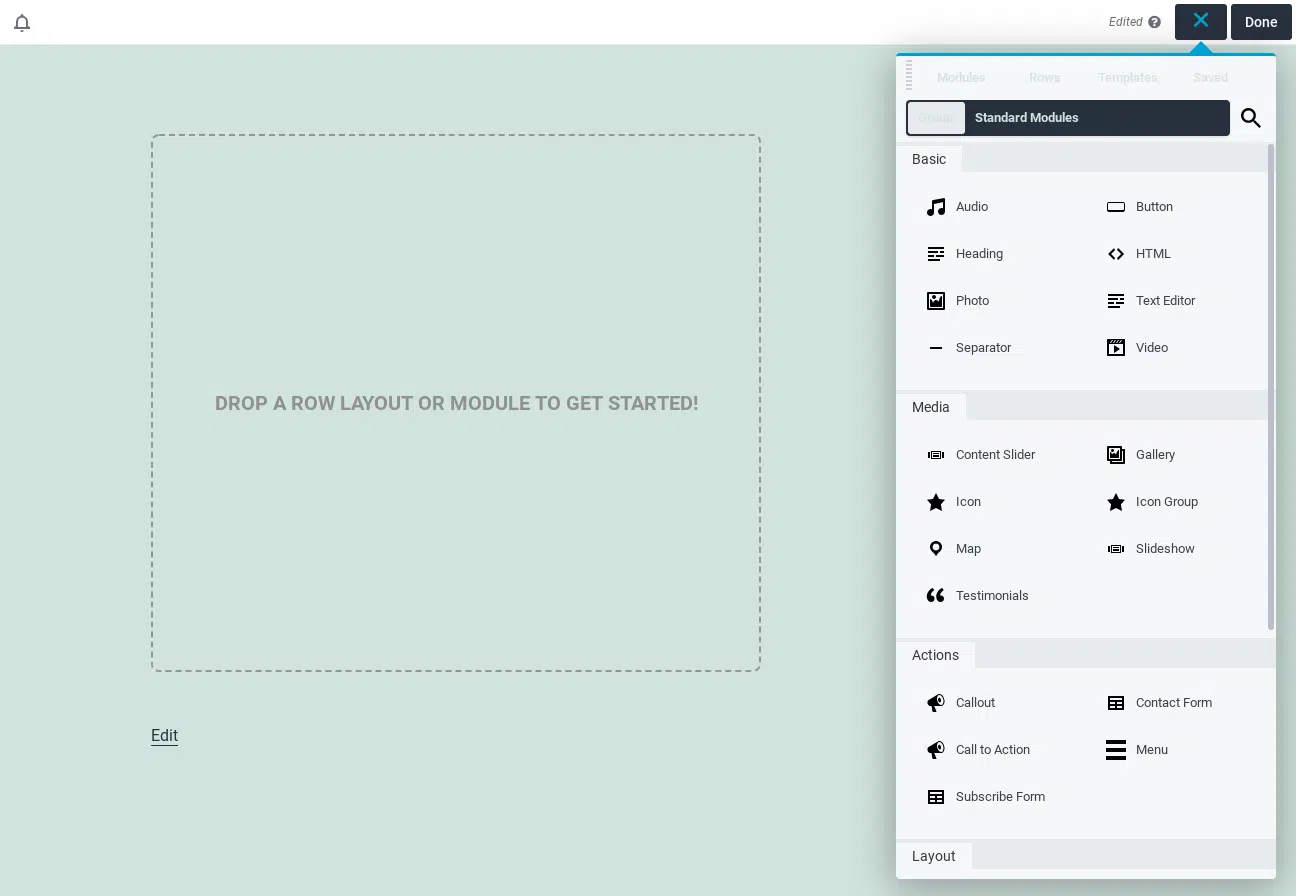 Edited
Done
Modules Rows Templates Saved
Group Standard Modules
Basic
Audio Button
Heading HTML
Photo Text Editor
Separator Video
DROP A ROW LAYOUT OR MODULE TO GET STARTED!
Media
Content Slider Gallery
Icon Icon Group
Map Slideshow
Testimonials
Actions
Callout Contact Form
Edit
Call to Action Menu
Subscribe Form
Layout